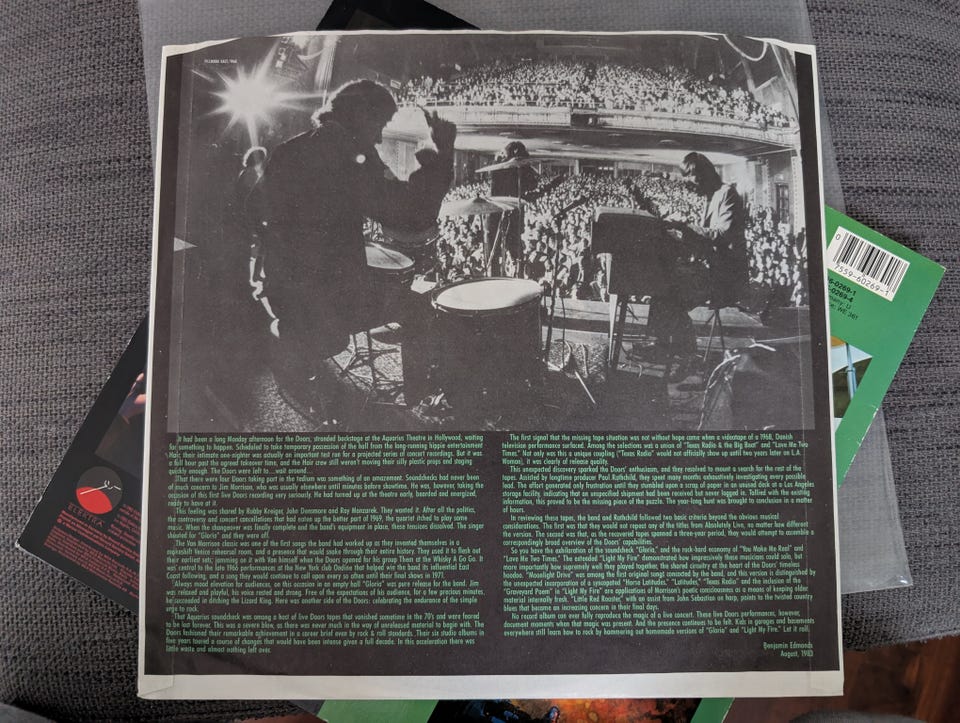 FILLMORE EAST/1968
It had been a long Monday afternoon for the Doors, stranded backstage at the Aquarius Theatre in Hollywood, waiting
for something to happen. Scheduled to take temporary possession of the hall from the long-running hippie entertainment
Hair, their intimate one-nighter was actually an important test run for a projected series of concert recordings. But it was
a full hour past the agreed takeover time, and the Hair crew still weren't moving their silly plastic props and staging
quickly enough. The Doors were left to....wait around....
That there were four Doors taking part in the tedium was something of an amazement. Soundchecks had never been
of much concern to Jim Morrison, who was usually elsewhere until minutes before showtime. He was, however, taking the
occasion of this first live Doors recording very seriously. He had turned up at the theatre early, bearded and energized,
ready to have at it.
This feeling was shared by Robby Kreiger, John Densmore and Ray Manzarek. They wanted it. After all the politics,
the controversy and concert cancellations that had eaten up the better part of 1969, the quartet itched to play some
music. When the changeover was finally complete and the band's equipment in place, these tensions dissolved. The singer
shouted for "Gloria" and they were off.
The Van Morrison classic was one of the first songs the band had worked up as they invented themselves in a
makeshift Venice rehearsal room, and a presence that would snake through their entire history. They used it to flesh out
their earliest sets; jamming on it with Van himself when the Doors opened for his group Them at the Whisky A Go Go. It
was central to the late 1966 performances at the New York club Ondine that helped win the band its influential East
Coast following, and a song they would continue to call upon every so often until their final shows in 1971.
Always mood elevation for audiences, on this occasion in an empty hall "Gloria" was pure release for the band. Jim
was relaxed and playful, his voice rested and strong. Free of the expectations of his audience, for a few precious minutes,
he succeeded in ditching the Lizard King. Here was another side of the Doors: celebrating the endurance of the simple
urge to rock.
That Aquarius soundcheck was among a host of live Doors tapes that vanished sometime in the 70's and were feared
to be lost forever. This was a severe blow, as there was never much in the way of unreleased material to begin with. The
Doors fashioned their remarkable achievement in a career brief even by rock & roll standards. Their six studio albums in
five years toured a course of changes that would have been intense given a full decade. In this acceleration there was
little waste and almost nothing left over.
The first signal that the missing tape situation was not without hope came when a videotape of a 1968, Danish
television performance surfaced. Among the selections was a union of "Texas Radio & the Big Beat" and "Love Me Two
Times." Not only was this a unique coupling ("Texas Radio" would not officially show up until two years later on L.A.
Woman), it was clearly of release quality.
This unexpected discovery sparked the Doors' enthusiasm, and they resolved to mount a search for the rest of the
tapes. Assisted by longtime producer Paul Rothchild, they spent many months exhaustively investigating every possible
lead. The effort generated only frustration until they stumbled upon a scrap of paper in an unused desk at a Los Angeles
storage facility, indicating that an unspecified shipment had been received but never logged in. Tallied with the existing
information, this proved to be the missing piece of the puzzle. The year-long hunt was brought to conclusion in a matter
of hours.
In reviewing these tapes, the band and Rothchild followed two basic criteria beyond the obvious musical
considerations. The first was that they would not repeat any of the titles from Absolutely Live, no matter how different
the version. The second was that, as the recovered tapes spanned a three-year period, they would attempt to assemble a
correspondingly broad overview of the Doors' capabilities.
So you have the exhibitionism of the soundcheck "Gloria", and the rock-hard economy of "You Make Me Real" and
"Love Me Two Times." The extended "Light My Fire" demonstrated how impressively these musicians could solo, but
more importantly how supremely well they played together, the shared circuitry at the heart of the Doors' timeless
hoodoo. "Moonlight Drive" was among the first original songs concocted by the band, and this version is distinguished by
the unexpected incorporation of a syncopated "Horse Latitudes." "Latitudes," "Texas Radio" and the inclusion of the
"Graveyard Poem" in "Light My Fire" are applications of Morrison's poetic consciousness as a means of keeping older
material internally fresh. "Little Red Rooster," with an assist from John Sebastian on harp, points to the twisted country
blues that became an increasing concern in their final days.
No record album can ever fully reproduce the magic of a live concert. These live Doors performances, however,
document moments when that magic was present. And the presence continues to be felt. Kids in garages and basements
everywhere still learn how to rock by hammering out homemade versions of "Gloria" and "Light My Fire." Let it roll.
Benjamin Edmonds
August, 1983
0
7559-60269-1
ELEKTRA